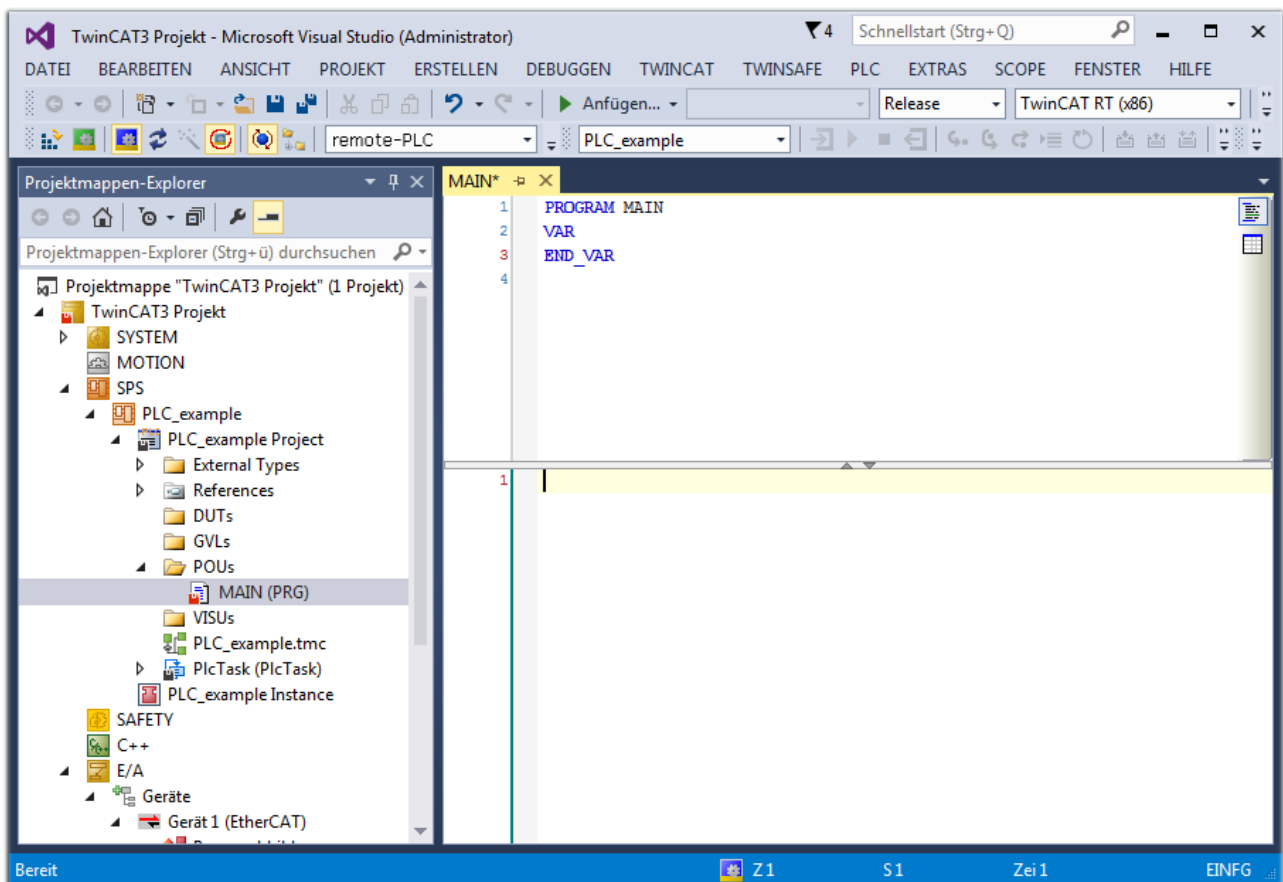 TwinCAT3 Projekt - Microsoft Visual Studio (Administrator) 4 Schnellstart (Strg+Q)
DATEI BEARBEITEN ANSICHT PROJEKT ERSTELLEN DEBUGGEN TWINCAT TWINSAFE PLC EXTRAS SCOPE FENSTER HILFE
Anfügen... Release TwinCAT RT (x86)
remote-PLC PLC_example
Projektmappen-Explorer
Projektmappen-Explorer (Strg+ü) durchsuchen
Projektmappe "TwinCAT3 Projekt" (1 Projekt)
TwinCAT3 Projekt
SYSTEM
MOTION
SPS
PLC_example
PLC_example Project
External Types
References
DUTs
GVLs
POUs
MAIN (PRG)
VISUs
PLC_example.tmc
PlcTask (PlcTask)
PLC_example Instance
SAFETY
C++
E/A
Geräte
Gerät 1 (EtherCAT)
MAIN*
1 PROGRAM MAIN
2 VAR
3 END_VAR
4
1
Bereit Z 1 S 1 Zei 1 EINFG